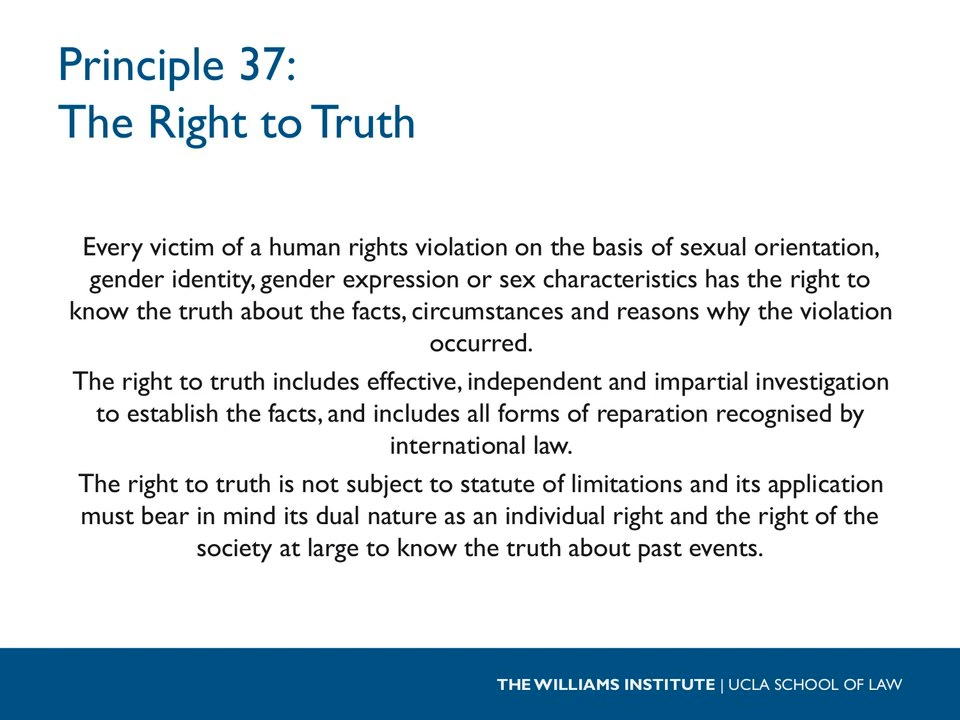 Principle 37:
The Right to Truth
Every victim of a human rights violation on the basis of sexual orientation,
gender identity, gender expression or sex characteristics has the right to
know the truth about the facts, circumstances and reasons why the violation
occurred.
The right to truth includes effective, independent and impartial investigation
to establish the facts, and includes all forms of reparation recognised by
international law.
The right to truth is not subject to statute of limitations and its application
must bear in mind its dual nature as an individual right and the right of the
society at large to know the truth about past events.
THE WILLIAMS INSTITUTE | UCLA SCHOOL OF LAW